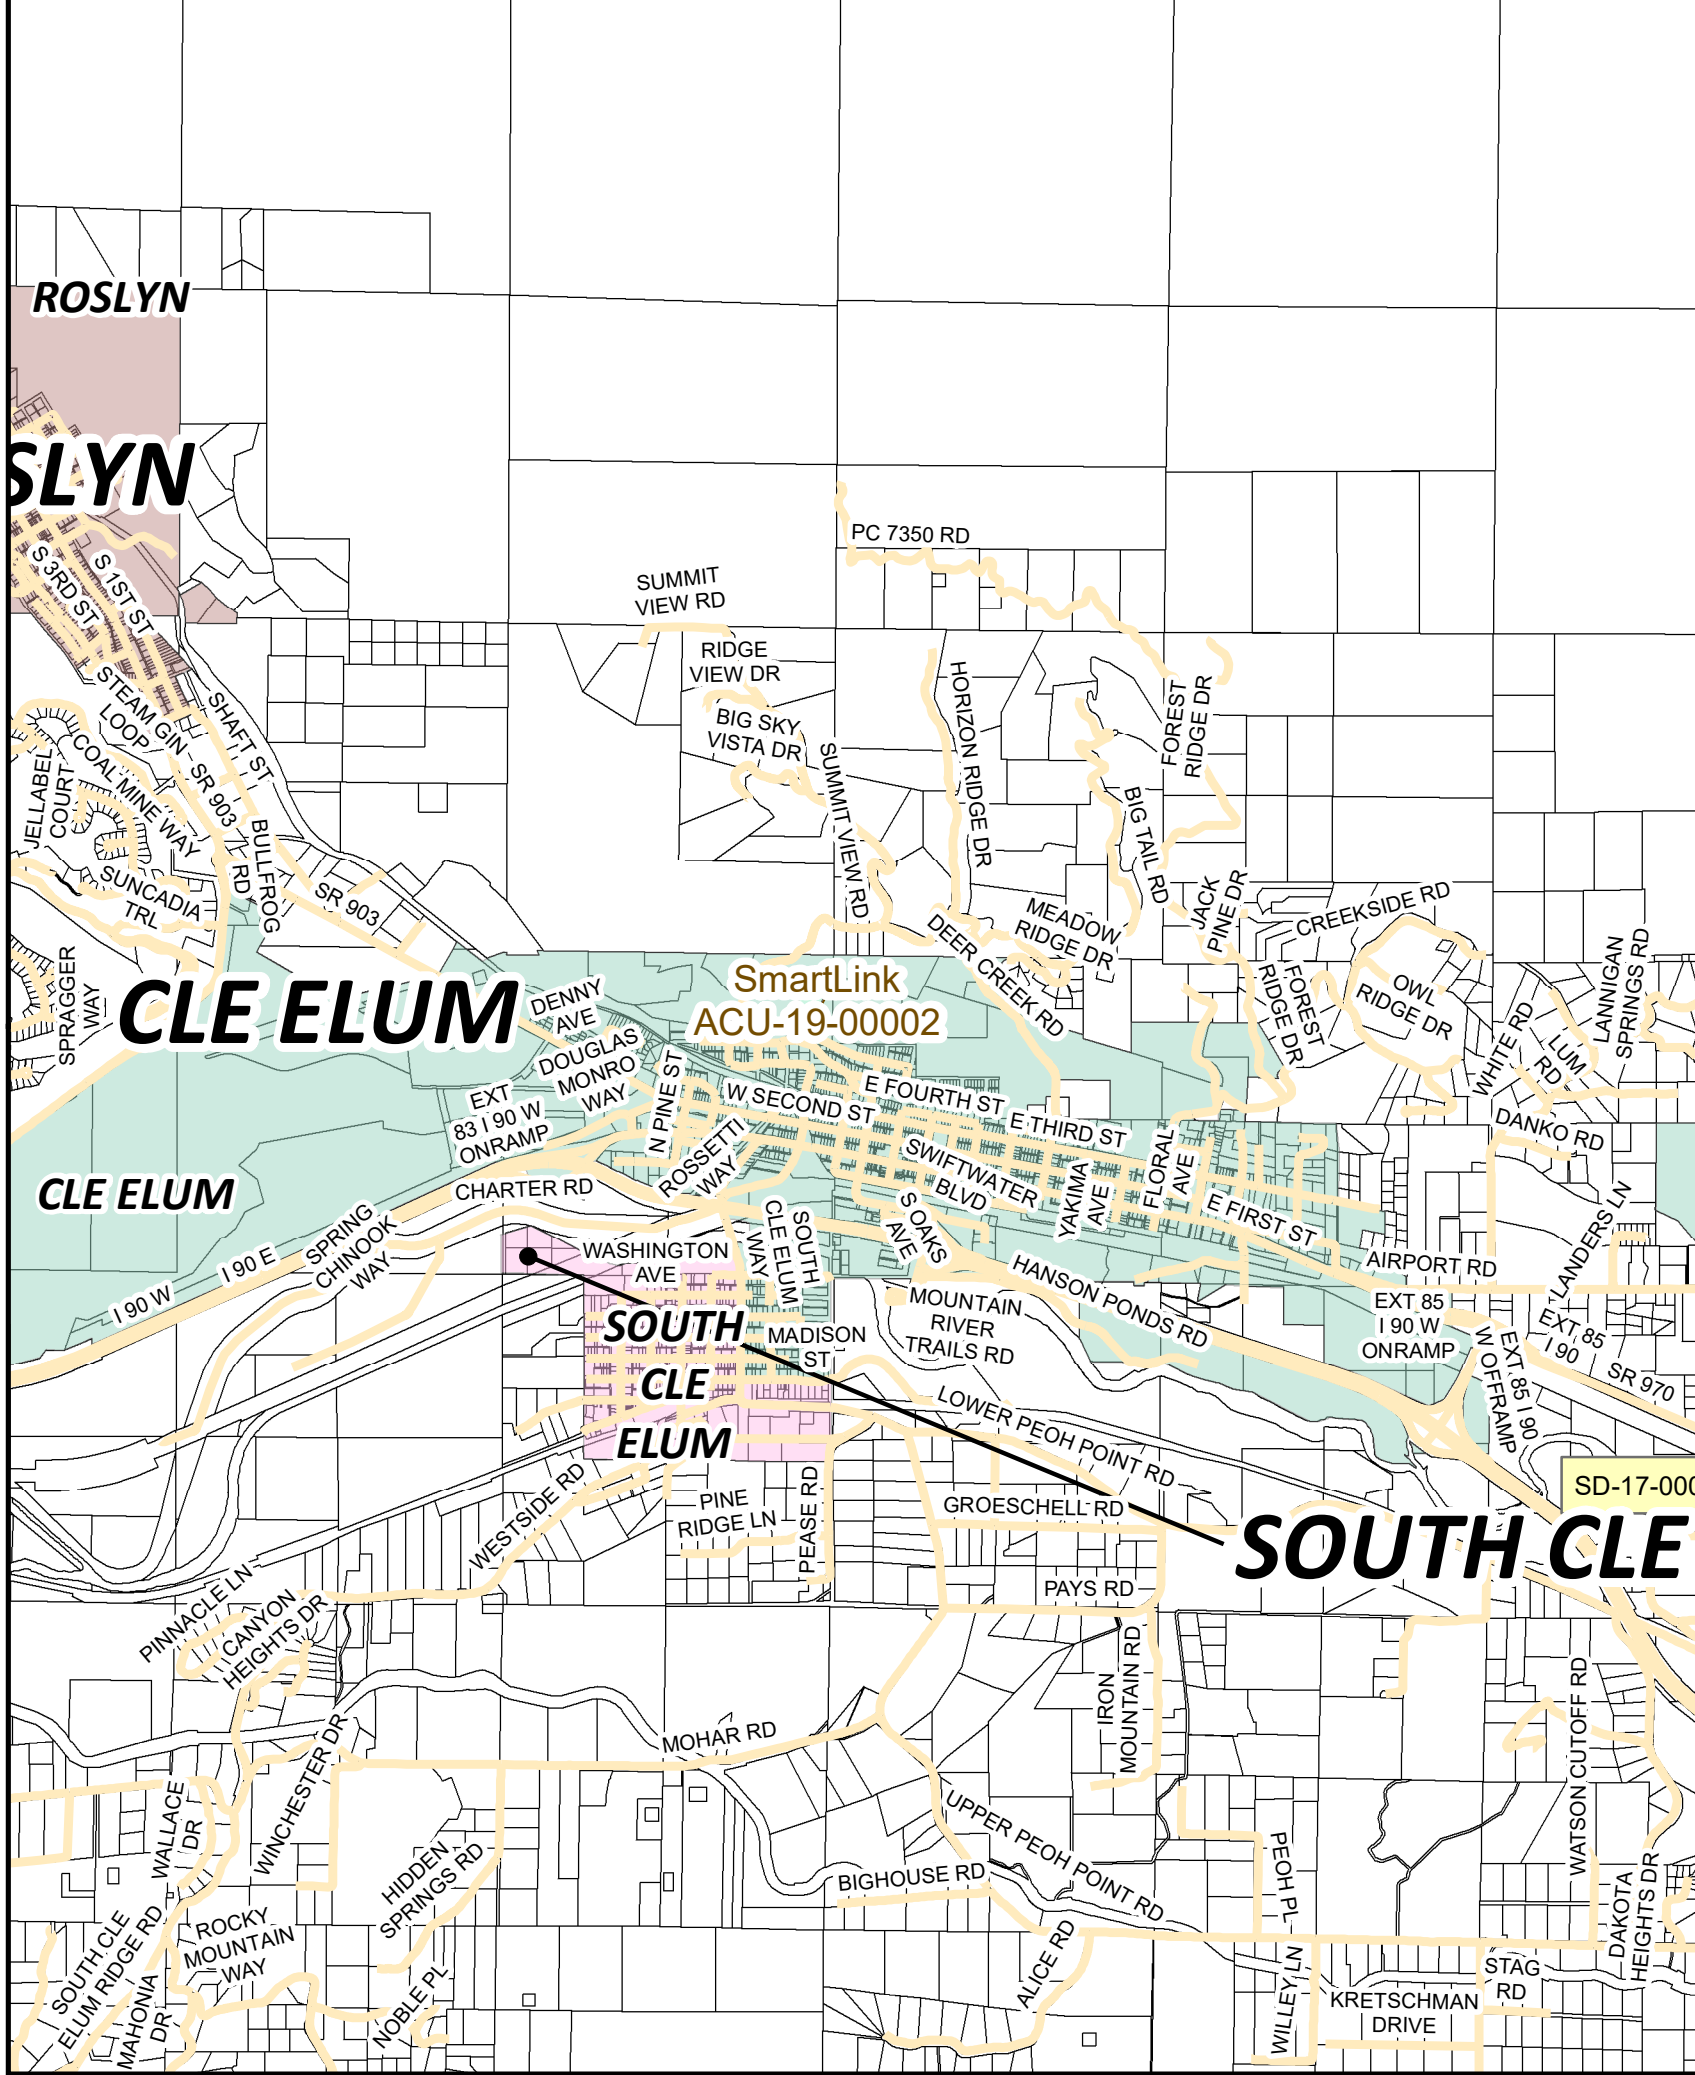 ROSLYN
SLYN
PC 7350 RD
S 3RD ST
S 1ST ST
SUMMIT
VIEW RD
RIDGE
VIEW DR
BIG SKY
VISTA DR
HORIZON RIDGE DR
FOREST
RIDGE DR
STEAM GIN
LOOP
SHAFT ST
JELLABEL
COURT
COAL MINE WAY
SR 903
SUMMIT VIEW RD
BIG TAIL RD
BULLFROG
RD
SUNCADIA
TRL
SR 903
JACK
PINE DR
CREEKSIDE RD
MEADOW
RIDGE DR
DEER CREEK RD
SPRAGGER
WAY
CLE ELUM
DENNY
AVE
SmartLink
ACU-19-00002
FOREST
RIDGE DR
OWL
RIDGE DR
LANNIGAN
SPRINGS RD
WHITE RD
LUM
RD
DOUGLAS
MONRO
WAY
EXT
83 I 90 W
ONRAMP
N PINE ST
W SECOND ST
E FOURTH ST
E THIRD ST
DANKO RD
ROSSETTI
WAY
SWIFTWATER
BLVD
YAKIMA
AVE
FLORAL
AVE
CLE ELUM
CHARTER RD
E FIRST ST
LANDERS LN
SPRING
CHINOOK
WAY
SOUTH
CLE ELUM
WAY
S OAKS
AVE
WASHINGTON
AVE
I 90 E
I 90 W
AIRPORT RD
HANSON PONDS RD
EXT 85
I 90 W
ONRAMP
MOUNTAIN
RIVER
TRAILS RD
SOUTH
CLE
ELUM
MADISON
ST
EXT 85
I 90
EXT 85 I 90
W OFFRAMP
SR 970
LOWER PEOH POINT RD
SD-17-000
WESTSIDE RD
PINE
RIDGE LN
PEASE RD
GROESCHELL RD
SOUTH CLE
PAYS RD
PINNACLE LN
CANYON
HEIGHTS DR
IRON
MOUNTAIN RD
WATSON CUTOFF RD
WINCHESTER DR
MOHAR RD
WALLACE
DR
UPPER PEOH POINT RD
HIDDEN
SPRINGS RD
BIGHOUSE RD
PEOH PL
DAKOTA
HEIGHTS DR
SOUTH CLE
ELUM RIDGE RD
ROCKY
MOUNTAIN
WAY
MAHONIA
DR
NOBLE PL
ALICE RD
WILLEY LN
KRETSCHMAN
DRIVE
STAG
RD